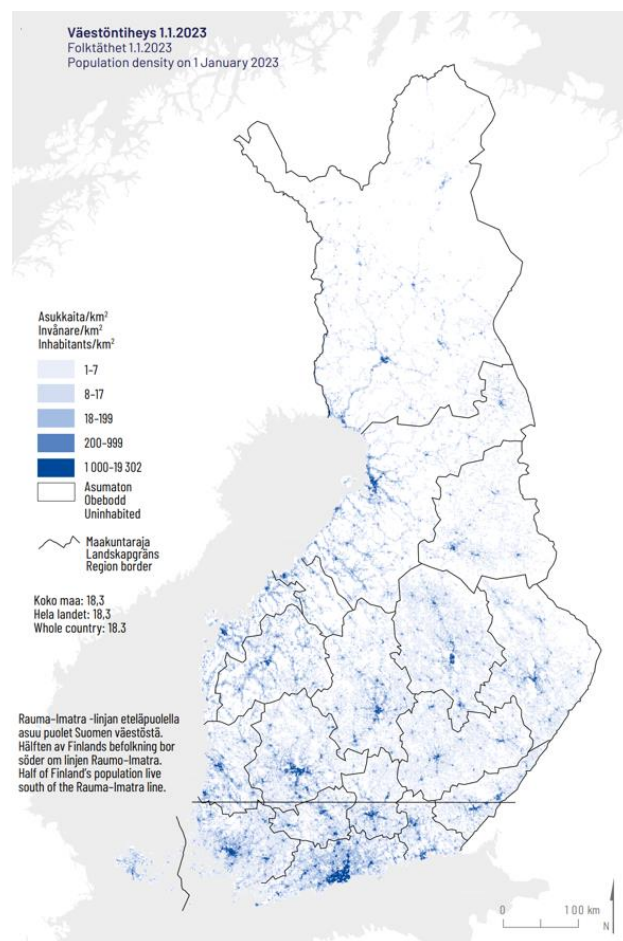 Väestöntiheys 1.1.2023
Folktäthet 1.1.2023
Population density on 1 January 2023
Asukkaita/km²
Invånare/km²
Inhabitants/km²
1–7
8–17
18–199
200–999
1 000–19 302
Asumaton
Obebodd
Uninhabited
Maakuntaraja
Landskapgräns
Region border
Koko maa: 18,3
Hela landet: 18,3
Whole country: 18.3
Rauma–Imatra -linjan eteläpuolella
asuu puolet Suomen väestöstä.
Hälften av Finlands befolkning bor
söder om linjen Raumo-Imatra.
Half of Finland's population live
south of the Rauma–Imatra line.
0 100 km
N